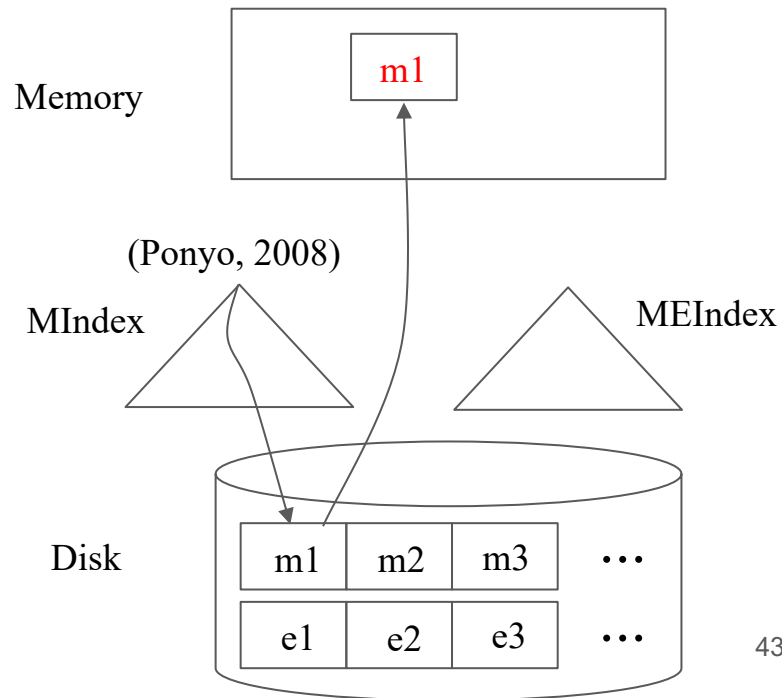 m1
Memory
(Ponyo, 2008)
MIndex
MEIndex
Disk
m1 m2 m3 ...
e1 e2 e3 ...
43